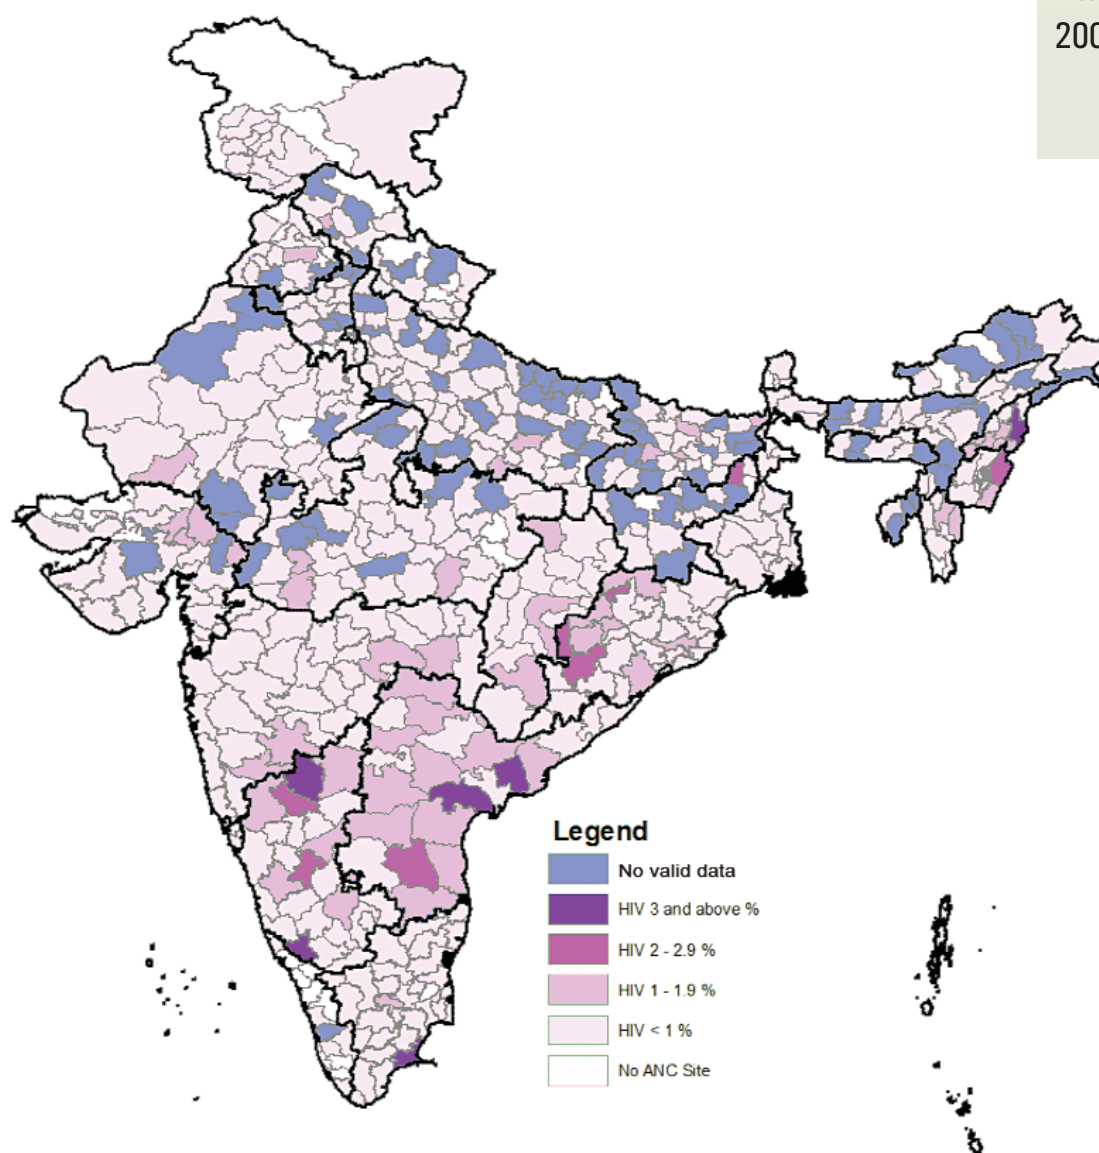 200
Legend
No valid data
HIV 3 and above %
HIV 2 - 2.9 %
HIV 1 - 1.9 %
HIV < 1 %
No ANC Site